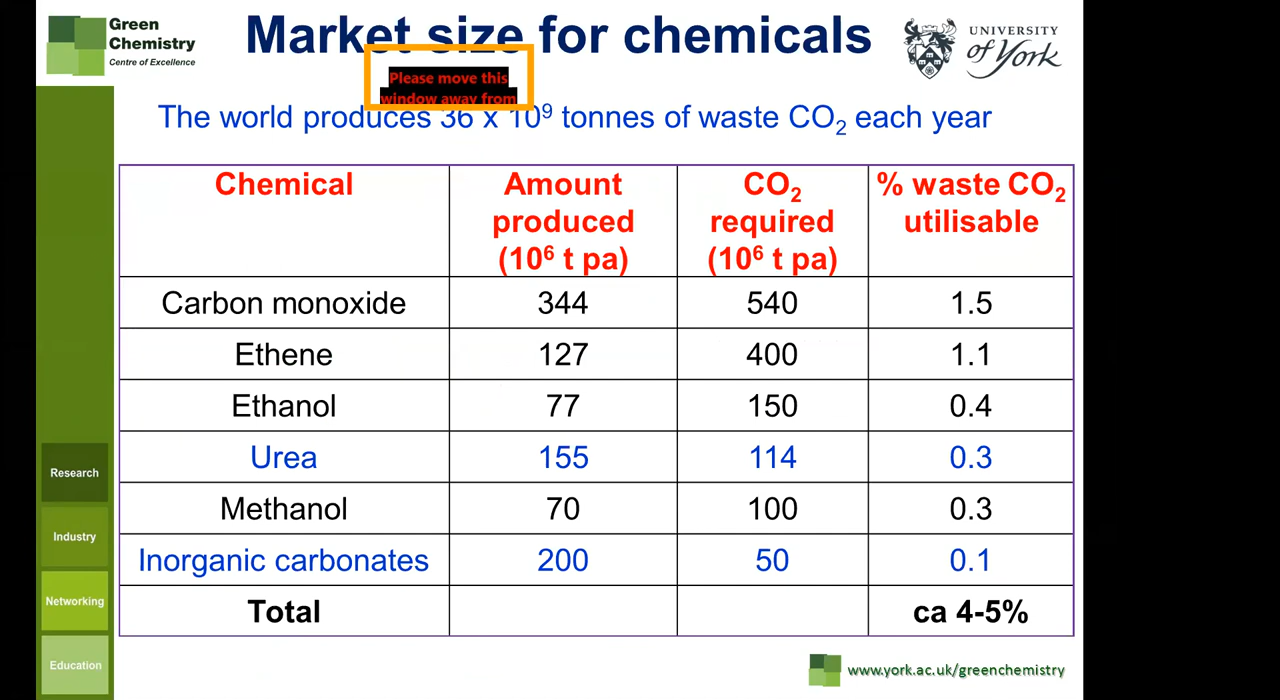 Green
Chemistry
Centre of Excellence
Market size for chemicals
UNIVERSITY
of York
Please move this
window away from
The world produces 36 x 10⁹ tonnes of waste CO₂ each year
Chemical Amount produced (10⁶ t pa) CO₂ required (10⁶ t pa) % waste CO₂ utilisable
Carbon monoxide 344 540 1.5
Ethene 127 400 1.1
Ethanol 77 150 0.4
Urea 155 114 0.3
Methanol 70 100 0.3
Inorganic carbonates 200 50 0.1
Total ca 4-5%
Research
Industry
Networking
Education
www.york.ac.uk/greenchemistry